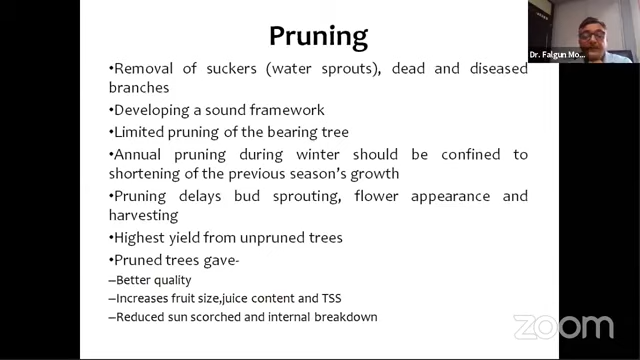 Pruning
Dr. Falgun Mo...
•Removal of suckers (water sprouts), dead and diseased
branches
•Developing a sound framework
•Limited pruning of the bearing tree
•Annual pruning during winter should be confined to
shortening of the previous season's growth
•Pruning delays bud sprouting, flower appearance and
harvesting
•Highest yield from unpruned trees
•Pruned trees gave-
–Better quality
–Increases fruit size,juice content and TSS
–Reduced sun scorched and internal breakdown
zoom